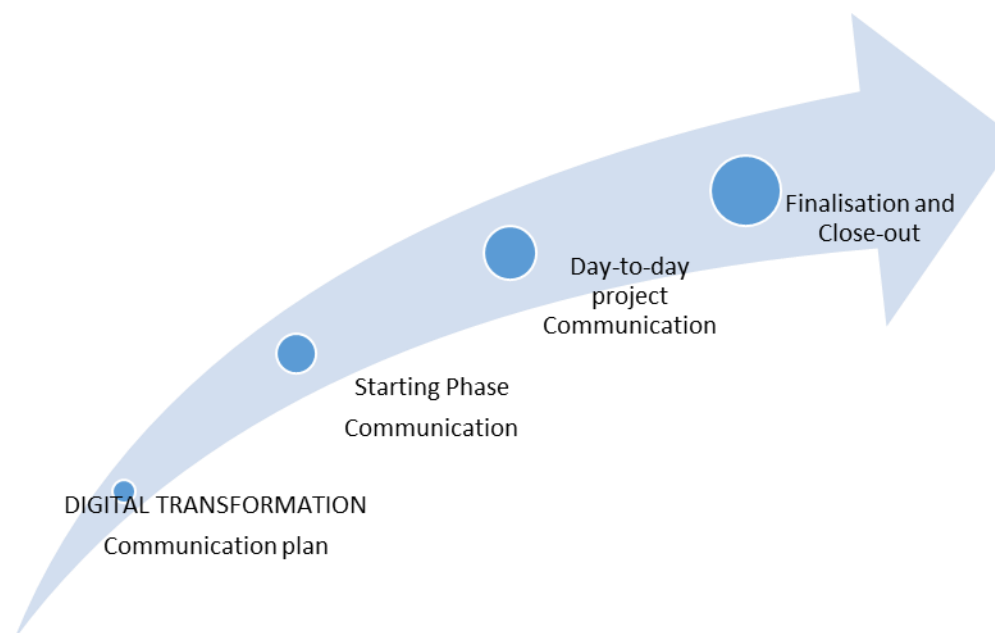 Finalisation and
Close-out
Day-to-day
project
Communication
Starting Phase
Communication
DIGITAL TRANSFORMATION
Communication plan